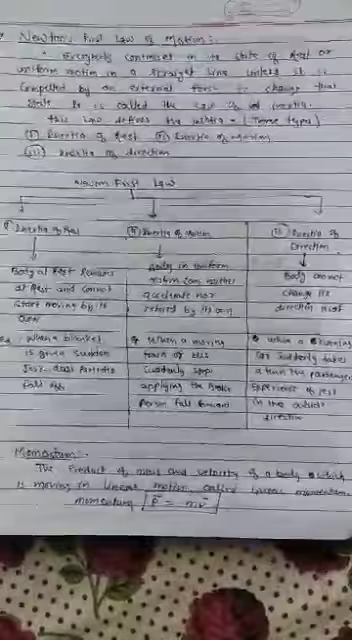 Newton's First Law of Motion:-
" Everybody continues in its state of Rest or
uniform motion in a straight line unless it is
Compelled by an external force to change that
state. It is called the law of inertia.
this law defines the inertia - (Three types)
(i) Inertia of Rest (ii) Inertia of motion
(iii) Inertia of direction
Newton First Law
(i) Inertia of Rest
Body at Rest Remains
at Rest and cannot
start moving by its
own
When a blanket
is given sudden
Jerk dust Particles
fall off
(ii) Inertia of Motion
Body in uniform
motion can neither
accelerate nor
retard by its own
When a moving
bus
suddenly stop
applying the brake
Person fall forward
(iii) Inertia of
Direction
Body cannot
change its
direction itself
When a running
Car suddenly takes
a turn the passenger
Experience
in the outside
direction
Momentum:-
The Product of mass and velocity of a body which
is moving in linear motion, called linear momentum
momentum P = mv